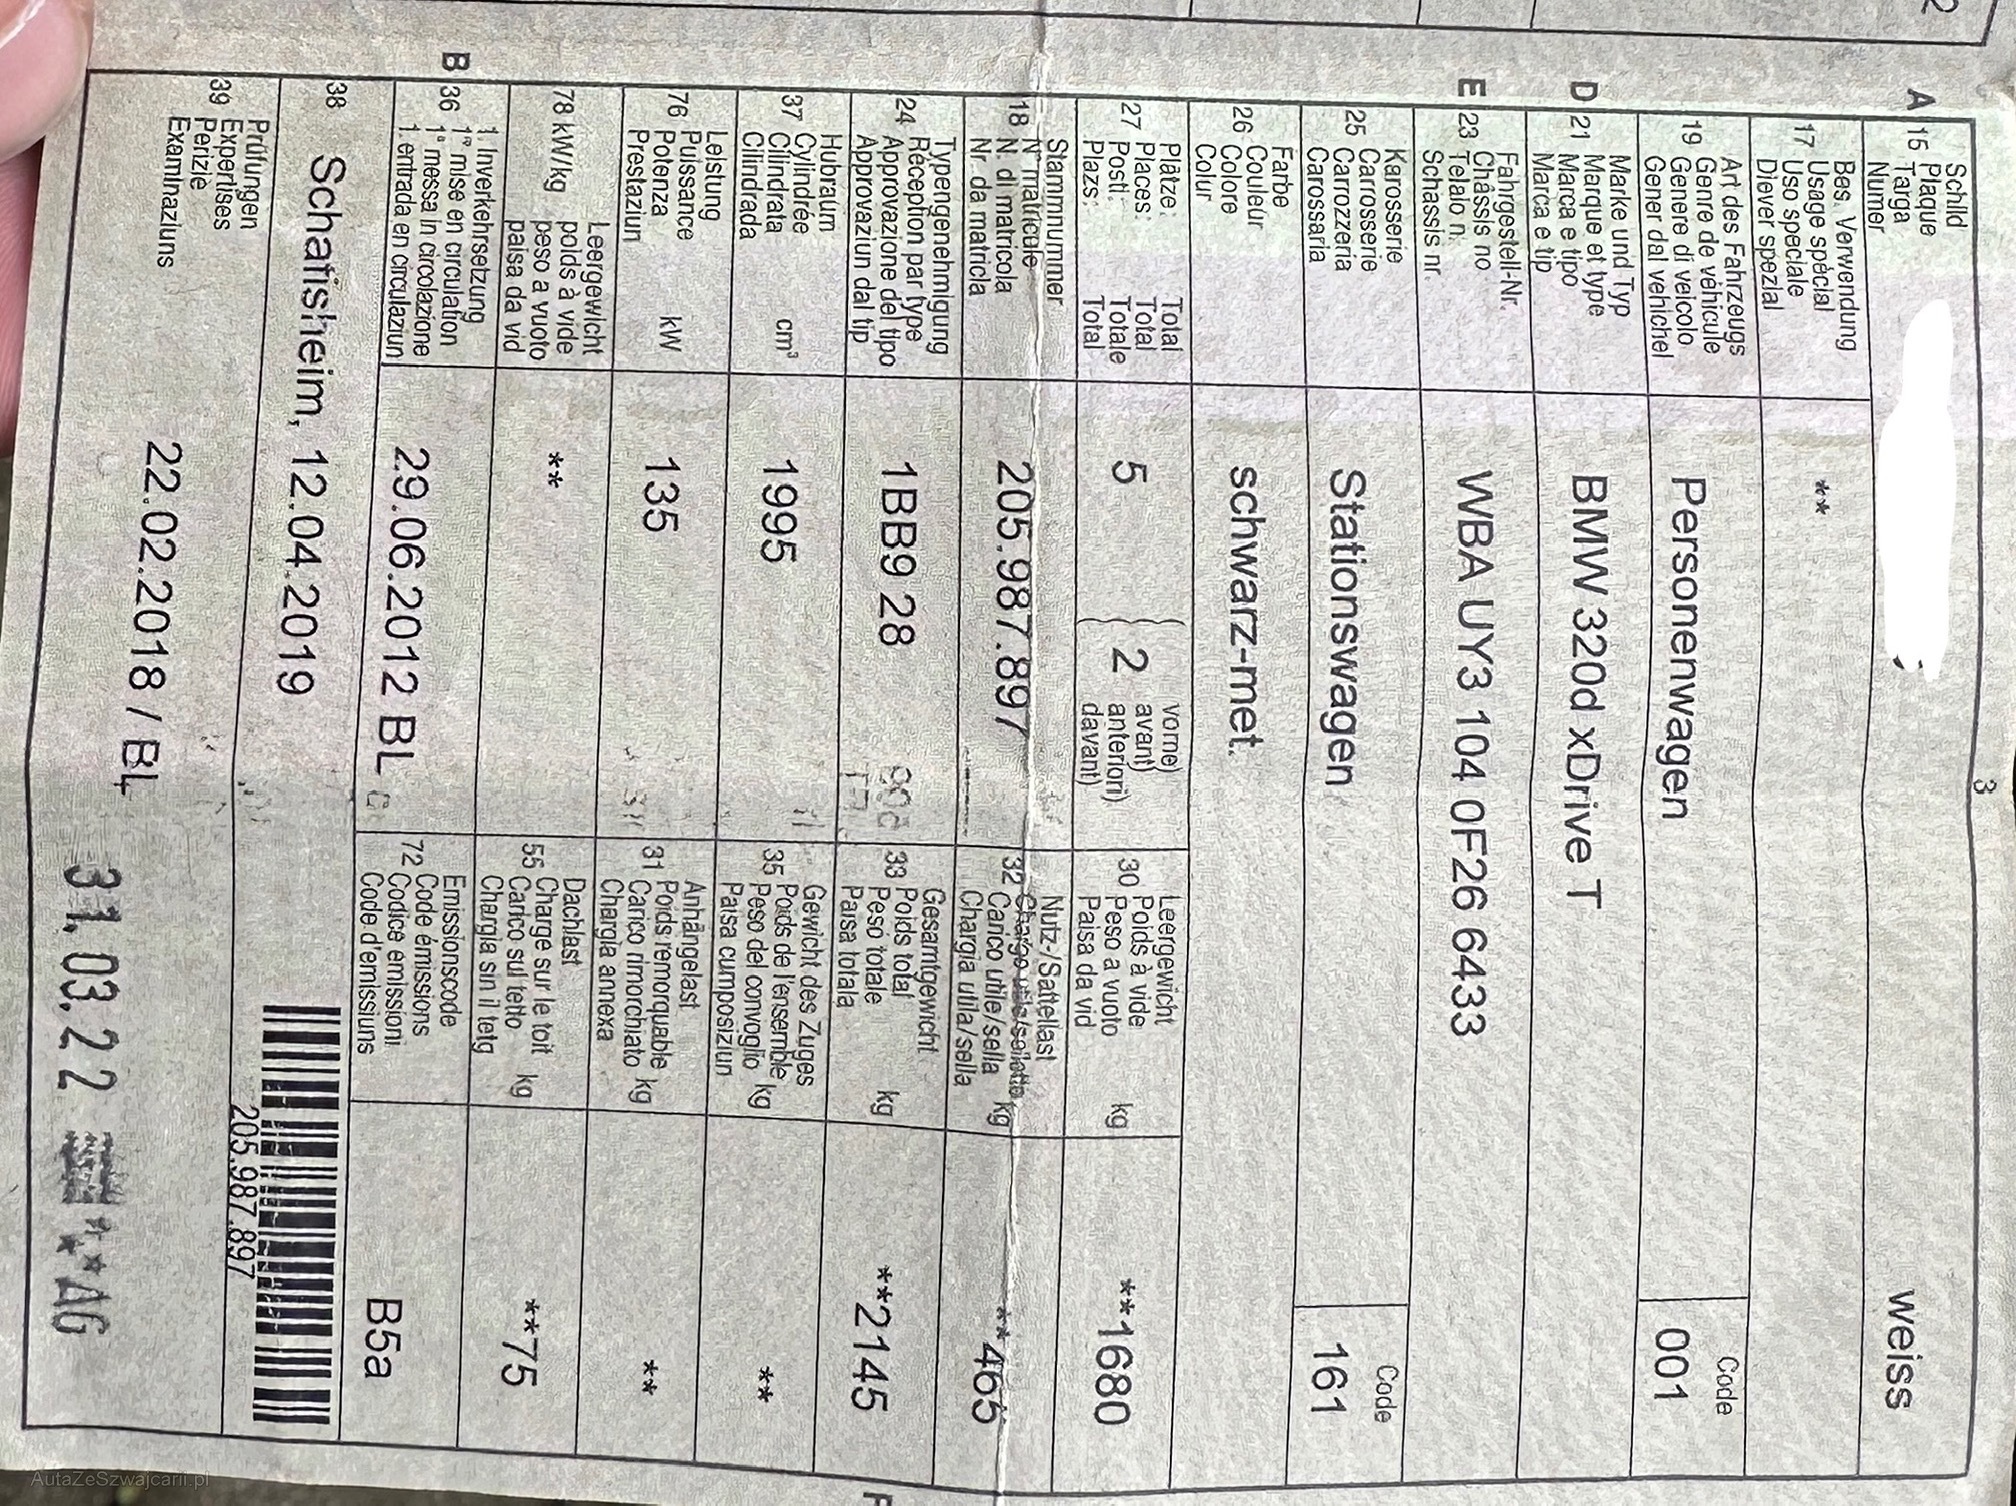 3
A 15 Schild
Plaque
Targa
Numer
weiss
17 Bes. Verwendung
Usage spécial
Uso speciale
Diever spezial
**
19 Art des Fahrzeugs
Genre de véhicule
Genere di veicolo
Gener dal vehichel
Personenwagen
Code
001
D 21 Marke und Typ
Marque et type
Marca e tipo
Marca e tip
BMW 320d xDrive T
E 23 Fahrgestell-Nr.
Châssis no
Telaio n.
Schassis nr.
WBA UY3 104 0F26 6433
25 Karosserie
Carrosserie
Carrozzeria
Carossaria
Stationswagen
Code
161
26 Farbe
Couleur
Colore
Colur
schwarz-met.
27 Plätze: Total
Places: Total
Posti: Totale
Plazs: Total
5
2
vorne)
avant)
anteriori)
davant)
30 Leergewicht
Poids à vide
Peso a vuoto kg
Paisa da vid
**1680
18 Stammnummer
N° matricule
N. di matricola
Nr. da matricla
205.987.897
32 Nutz-/Sattellast
Charge utile/sellette
Carico utile/sella kg
Chargia utila/sella
**465
24 Typengenehmigung
Réception par type
Approvazione del tipo
Approvaziun dal tip
1BB9 28
33 Gesamtgewicht
Poids total
Peso totale kg
Paisa totala
**2145
37 Hubraum
Cylindrée
Cilindrata cm³
Cilindrada
1995
35 Gewicht des Zuges
Poids de l'ensemble
Peso del convoglio kg
Paisa cumposiziun
**
76 Leistung
Puissance
Potenza kW
Prestaziun
135
31 Anhängelast
Poids remorquable
Carico rimorchiato kg
Chargia annexa
**
78 kW/kg Leergewicht
poids à vide
peso a vuoto
paisa da vid
**
55 Dachlast
Charge sur le toit
Carico sul tetto kg
Chargia sin il tetg
**75
B 36 1. Inverkehrsetzung
1re mise en circulation
1a messa in circolazione
1. entrada en circulaziun
29.06.2012 BL
72 Emissionscode
Code émissions
Codice emissioni
Code d'emissiuns
B5a
38 Schafisheim, 12.04.2019
205.987.897
39 Prüfungen
Expertises
Perizie
Examinaziuns
22.02.2018 / BL
31.03.22 **AG
AutaZeSzwajcarii.pl